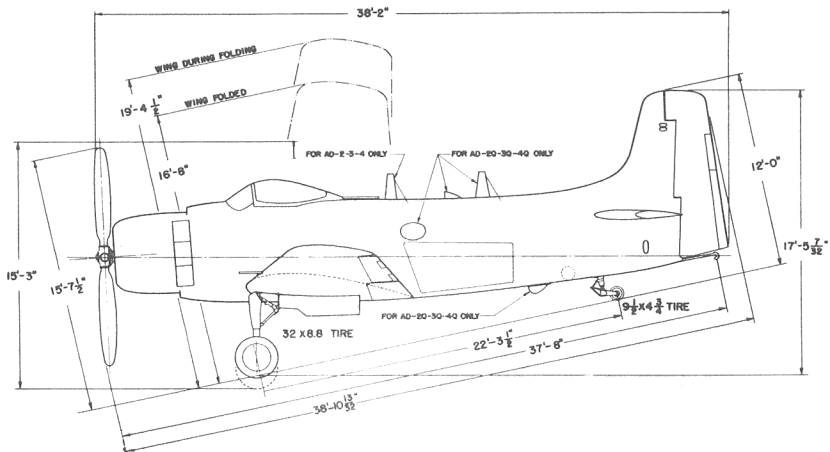 38'-2"
WING DURING FOLDING
19'-4 1/2"
WING FOLDED
16'-8"
FOR AD-2-3-4 ONLY
FOR AD-2Q-3Q-4Q ONLY
8
12'-0"
17'-5 7/32"
15'-3"
15'-7 1/2"
0
FOR AD-2Q-3Q-4Q ONLY
9 1/2 X 4 3/4 TIRE
32 X 8.8 TIRE
22'-3 1/2"
37'-8"
38'-10 13/32"